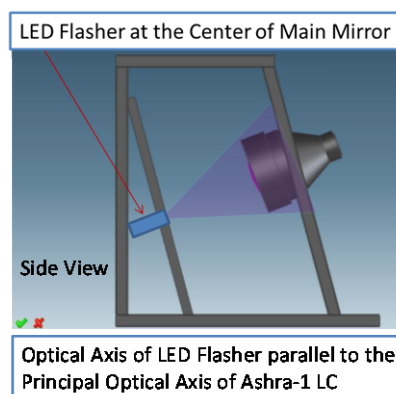 LED Flasher at the Center of Main Mirror
Side View
Optical Axis of LED Flasher parallel to the
Principal Optical Axis of Ashra-1 LC